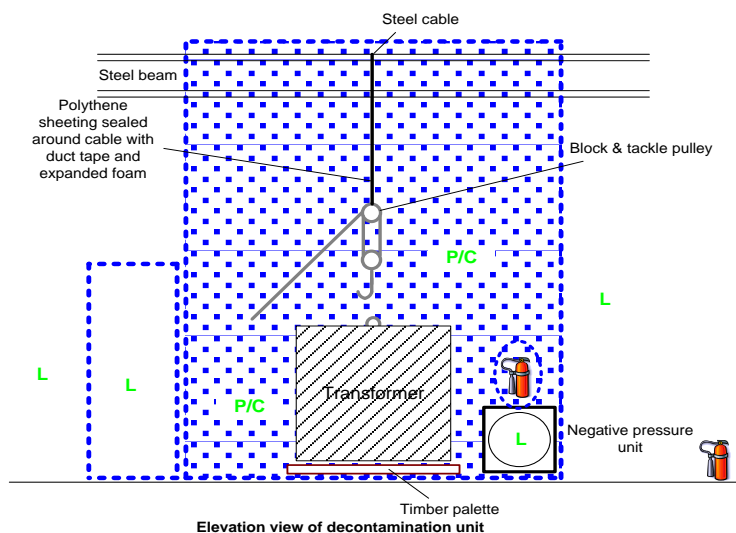 Steel cable
Steel beam
Polythene
sheeting sealed
around cable with
duct tape and
expanded foam
Block & tackle pulley
P/C
L
L
L
P/C
Transformer
L
Negative pressure
unit
Timber palette
Elevation view of decontamination unit